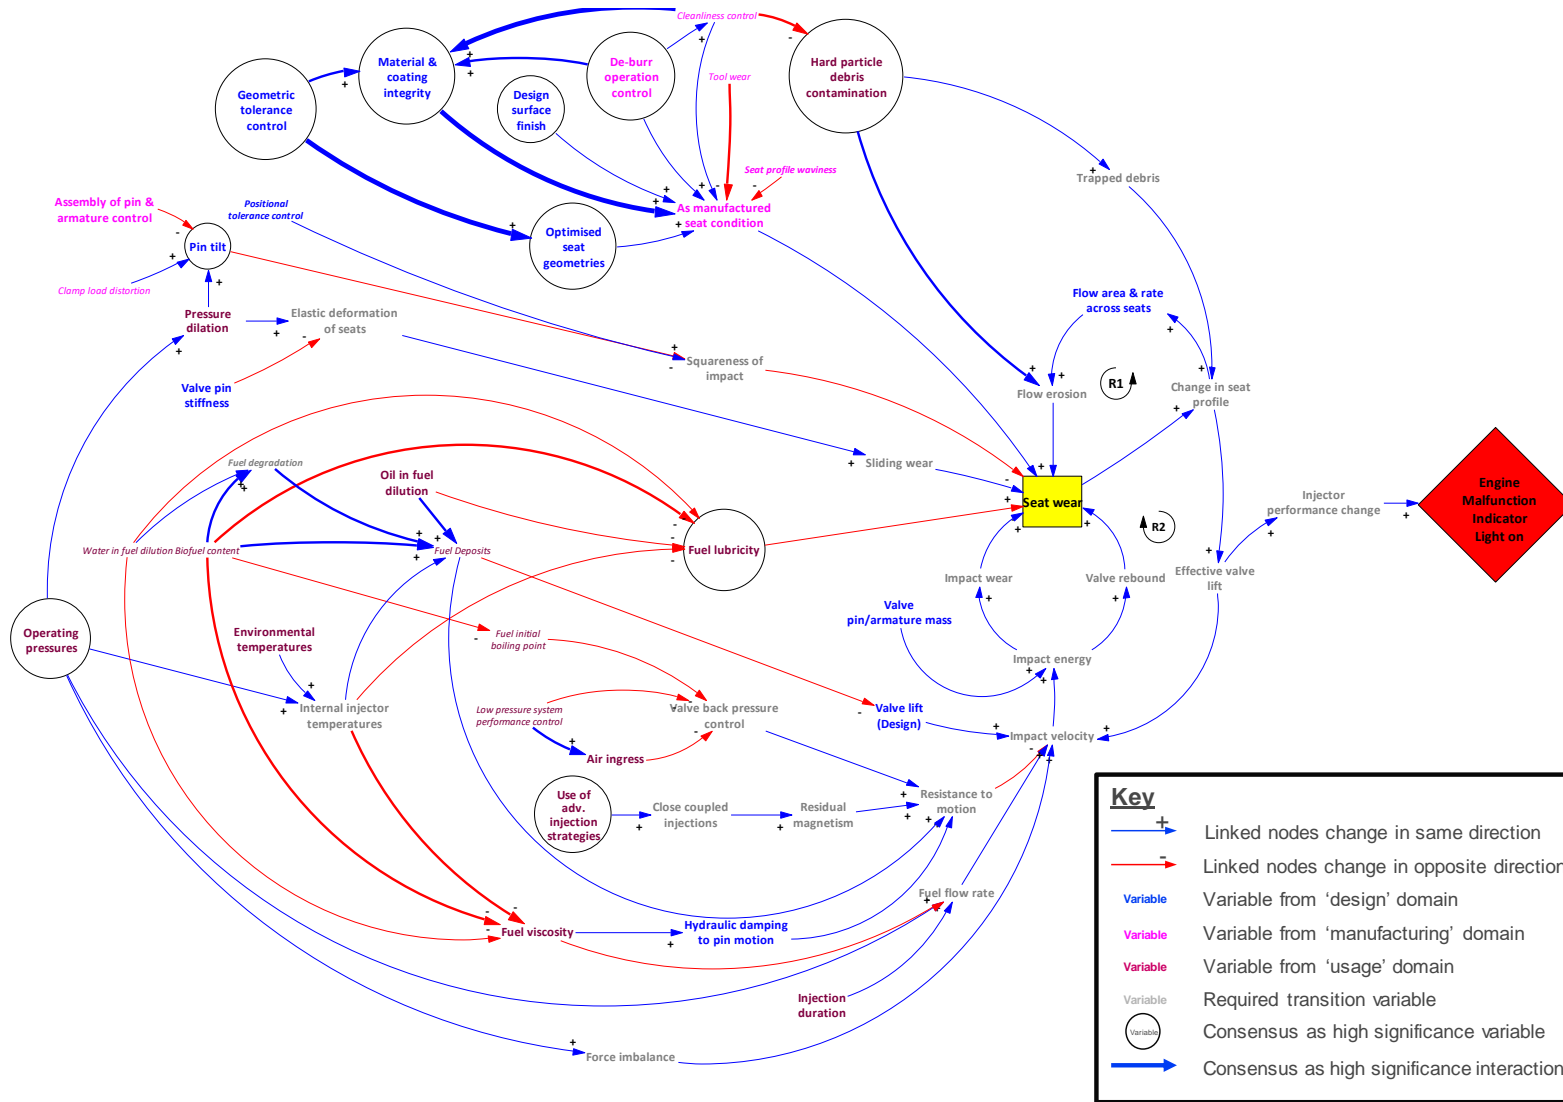 Cleanliness control
Material &
coating
integrity
De-burr
operation
control
Hard particle
debris
contamination
Tool wear
Geometric
tolerance
control
Design
surface
finish
Seat profile waviness
Trapped debris
Assembly of pin &
armature control
Positional
tolerance control
As manufactured
seat condition
Pin tilt
Optimised
seat
geometries
Clamp load distortion
Flow area & rate
across seats
Pressure
dilation
Elastic deformation
of seats
Squareness of
impact
Valve pin
stiffness
Flow erosion
R1
Change in seat
profile
Fuel degradation
Sliding wear
Oil in fuel
dilution
Seat wear
Injector
performance change
Engine
Malfunction
Indicator
Light on
R2
Water in fuel dilution
Biofuel content
Fuel Deposits
Fuel lubricity
Impact wear
Valve rebound
Effective valve
lift
Operating
pressures
Environmental
temperatures
Fuel initial
boiling point
Valve
pin/armature mass
Impact energy
Internal injector
temperatures
Low pressure system
performance control
Valve back pressure
control
Valve lift
(Design)
Impact velocity
Air ingress
Use of
adv.
injection
strategies
Close coupled
injections
Residual
magnetism
Resistance to
motion
Fuel flow rate
Fuel viscosity
Hydraulic damping
to pin motion
Injection
duration
Force imbalance
Key
+
Linked nodes change in same direction
-
Linked nodes change in opposite direction
Variable
Variable from ‘design’ domain
Variable
Variable from ‘manufacturing’ domain
Variable
Variable from ‘usage’ domain
Variable
Required transition variable
Variable
Consensus as high significance variable
Consensus as high significance interaction